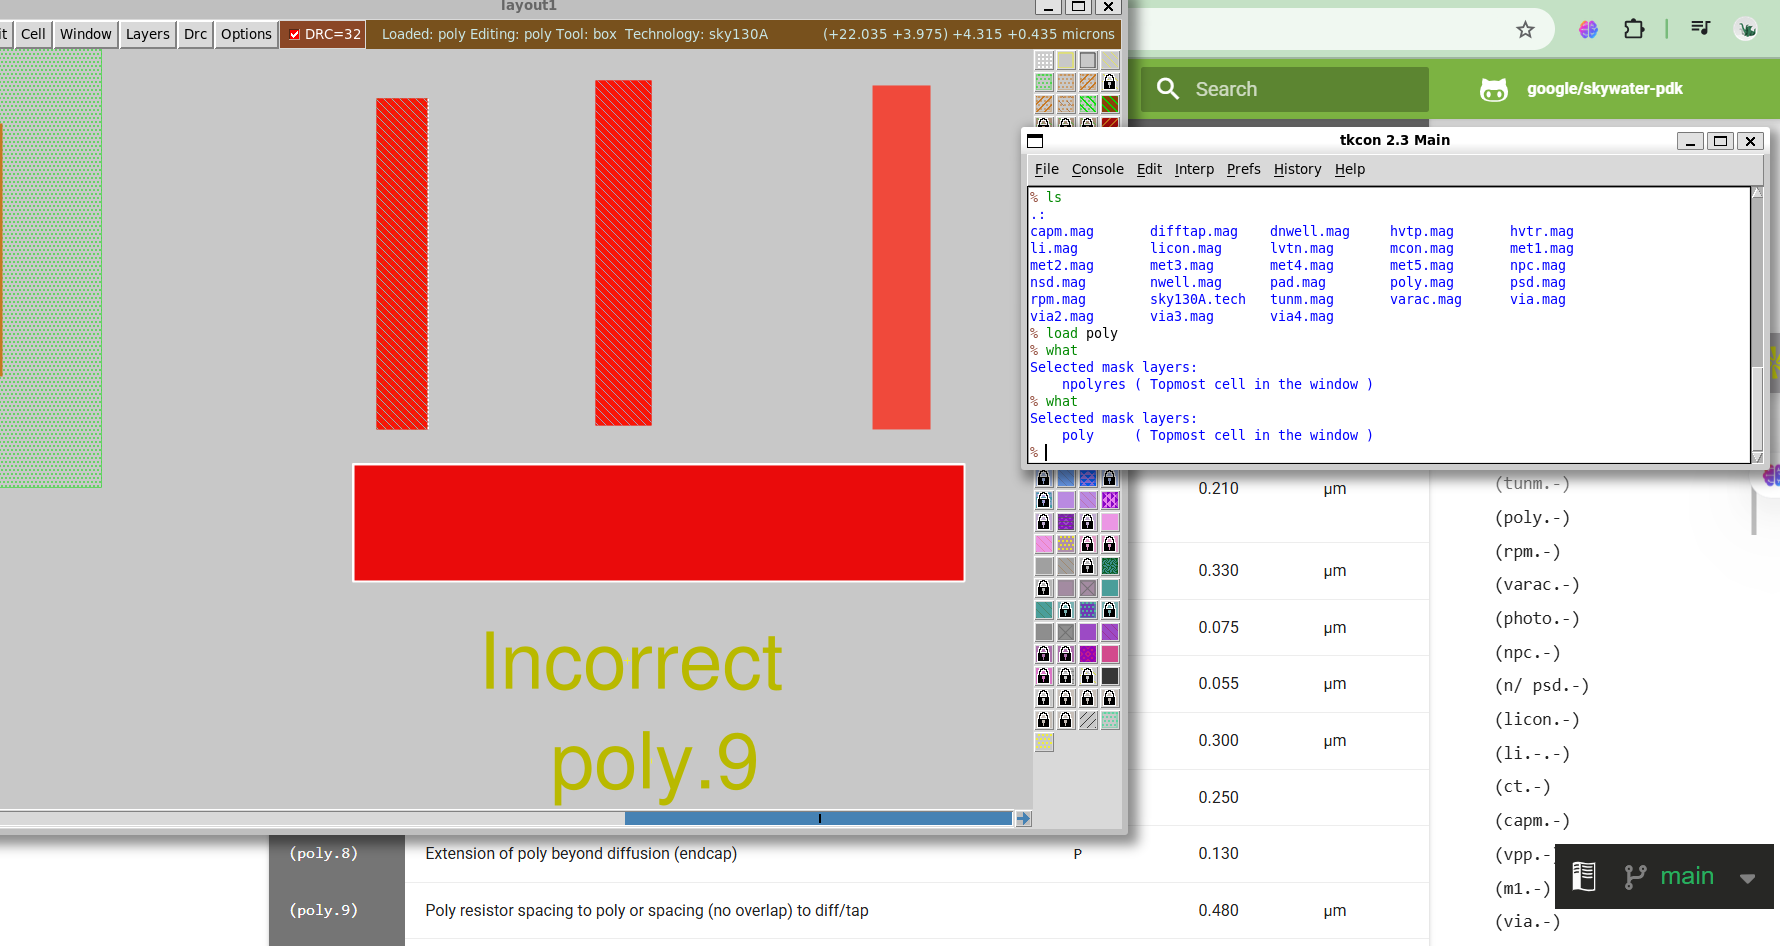 layout1
it Cell Window Layers Drc Options DRC=32 Loaded: poly Editing: poly Tool: box Technology: sky130A (+22.035 +3.975) +4.315 +0.435 microns
Search
google/skywater-pdk
tkcon 2.3 Main
File Console Edit Interp Prefs History Help
% ls
.:
capm.mag difftap.mag dnwell.mag hvtp.mag hvtr.mag
li.mag licon.mag lvtn.mag mcon.mag met1.mag
met2.mag met3.mag met4.mag met5.mag npc.mag
nsd.mag nwell.mag pad.mag poly.mag psd.mag
rpm.mag sky130A.tech tunm.mag varac.mag via.mag
via2.mag via3.mag via4.mag
% load poly
% what
Selected mask layers:
npolyres ( Topmost cell in the window )
% what
Selected mask layers:
poly ( Topmost cell in the window )
%
Incorrect
poly.9
0.210 μm
0.330 μm
0.075 μm
0.055 μm
0.300 μm
0.250
(poly.8) Extension of poly beyond diffusion (endcap) P 0.130
(poly.9) Poly resistor spacing to poly or spacing (no overlap) to diff/tap 0.480 μm
(tunm.-)
(poly.-)
(rpm.-)
(varac.-)
(photo.-)
(npc.-)
(n/ psd.-)
(licon.-)
(li.-.-)
(ct.-)
(capm.-)
(vpp.-)
(m1.-)
(via.-)
main